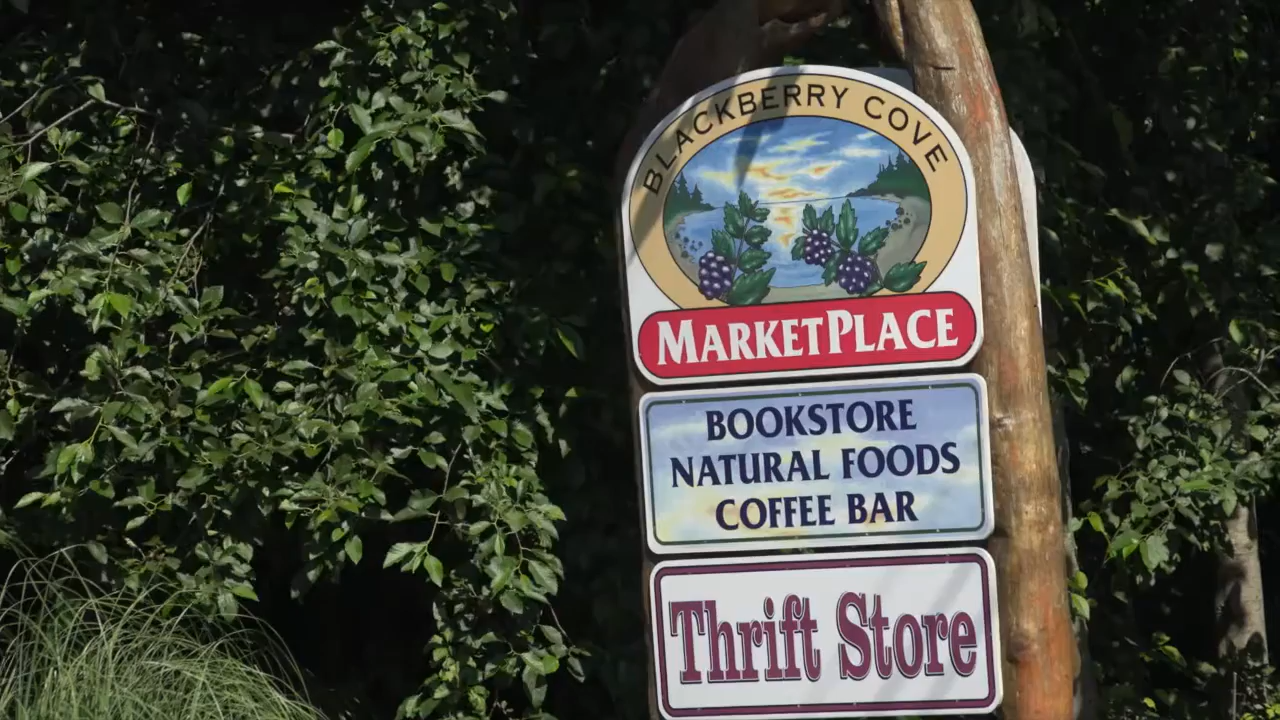 BLACKBERRY COVE
MARKETPLACE
BOOKSTORE
NATURAL FOODS
COFFEE BAR
Thrift Store